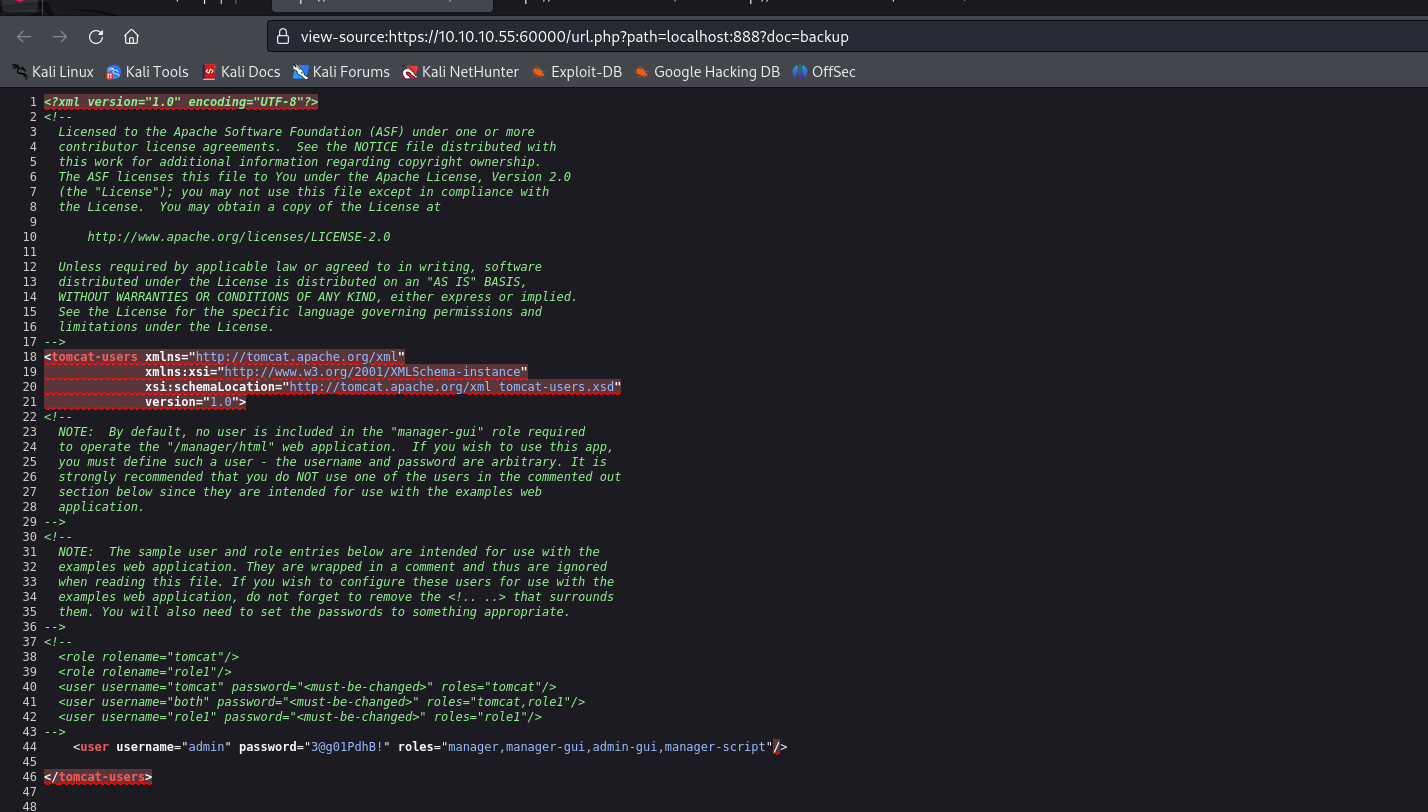 view-source:https://10.10.10.55:60000/url.php?path=localhost:888?doc=backup
Kali Linux Kali Tools Kali Docs Kali Forums Kali NetHunter Exploit-DB Google Hacking DB OffSec
1 <?xml version="1.0" encoding="UTF-8"?>
2 <!--
3   Licensed to the Apache Software Foundation (ASF) under one or more
4   contributor license agreements.  See the NOTICE file distributed with
5   this work for additional information regarding copyright ownership.
6   The ASF licenses this file to You under the Apache License, Version 2.0
7   (the "License"); you may not use this file except in compliance with
8   the License.  You may obtain a copy of the License at
9
10       http://www.apache.org/licenses/LICENSE-2.0
11
12   Unless required by applicable law or agreed to in writing, software
13   distributed under the License is distributed on an "AS IS" BASIS,
14   WITHOUT WARRANTIES OR CONDITIONS OF ANY KIND, either express or implied.
15   See the License for the specific language governing permissions and
16   limitations under the License.
17 -->
18 <tomcat-users xmlns="http://tomcat.apache.org/xml"
19               xmlns:xsi="http://www.w3.org/2001/XMLSchema-instance"
20               xsi:schemaLocation="http://tomcat.apache.org/xml tomcat-users.xsd"
21               version="1.0">
22 <!--
23   NOTE:  By default, no user is included in the "manager-gui" role required
24   to operate the "/manager/html" web application.  If you wish to use this app,
25   you must define such a user - the username and password are arbitrary. It is
26   strongly recommended that you do NOT use one of the users in the commented out
27   section below since they are intended for use with the examples web
28   application.
29 -->
30 <!--
31   NOTE:  The sample user and role entries below are intended for use with the
32   examples web application. They are wrapped in a comment and thus are ignored
33   when reading this file. If you wish to configure these users for use with the
34   examples web application, do not forget to remove the <!.. ..> that surrounds
35   them. You will also need to set the passwords to something appropriate.
36 -->
37 <!--
38   <role rolename="tomcat"/>
39   <role rolename="role1"/>
40   <user username="tomcat" password="<must-be-changed>" roles="tomcat"/>
41   <user username="both" password="<must-be-changed>" roles="tomcat,role1"/>
42   <user username="role1" password="<must-be-changed>" roles="role1"/>
43 -->
44     <user username="admin" password="3@g01PdhB!" roles="manager,manager-gui,admin-gui,manager-script"/>
45
46 </tomcat-users>
47
48